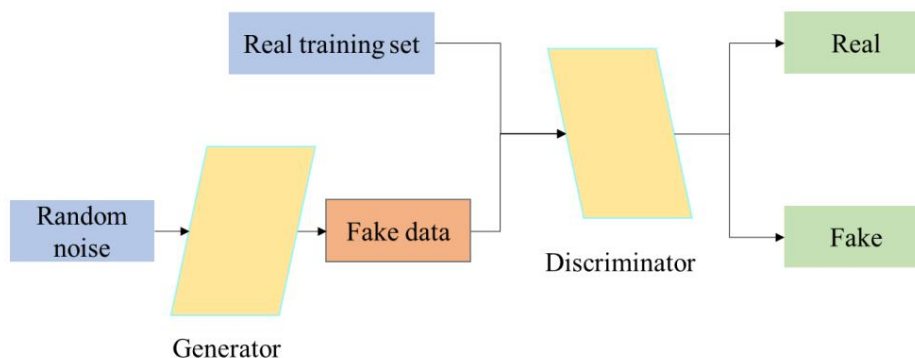 Real training set
Real
Random
noise
Fake data
Fake
Discriminator
Generator